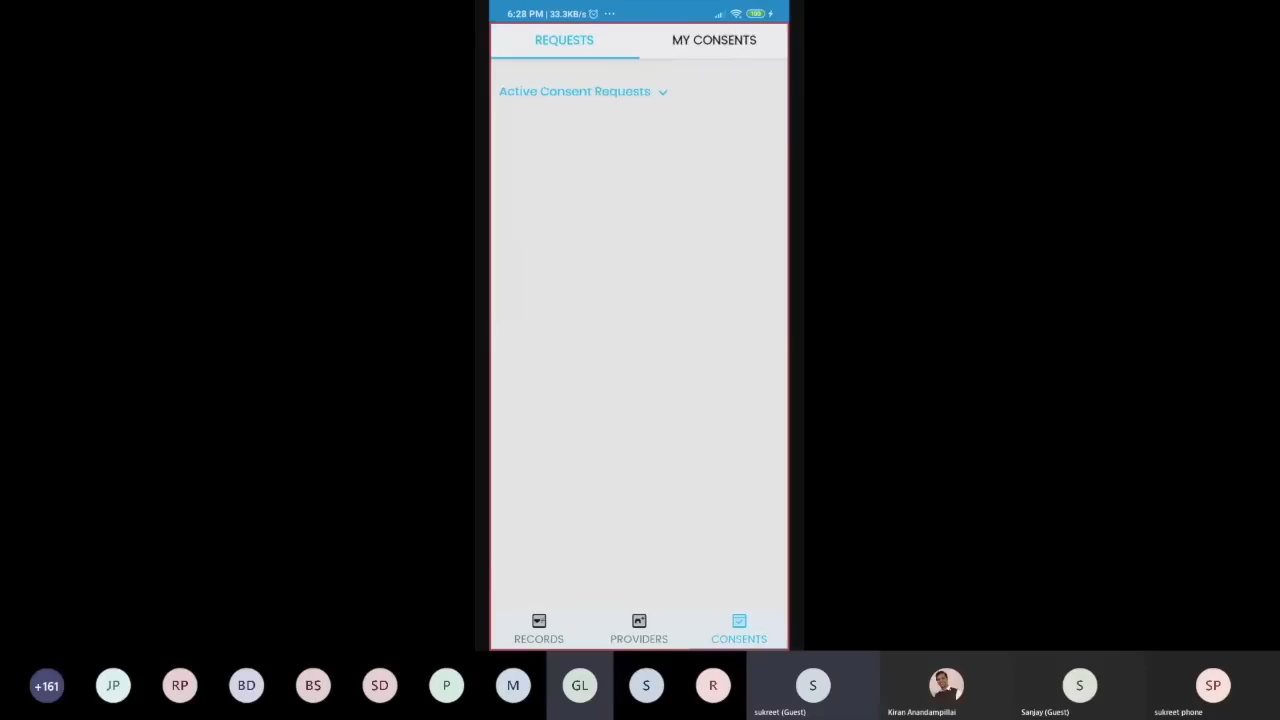 6:28 PM | 33.3KB/s ...
100
REQUESTS MY CONSENTS
Active Consent Requests
RECORDS PROVIDERS CONSENTS
+161 JP RP BD BS SD P M GL S R S S SP
sukreet (Guest) Kiran Anandampillai Sanjay (Guest) sukreet phone